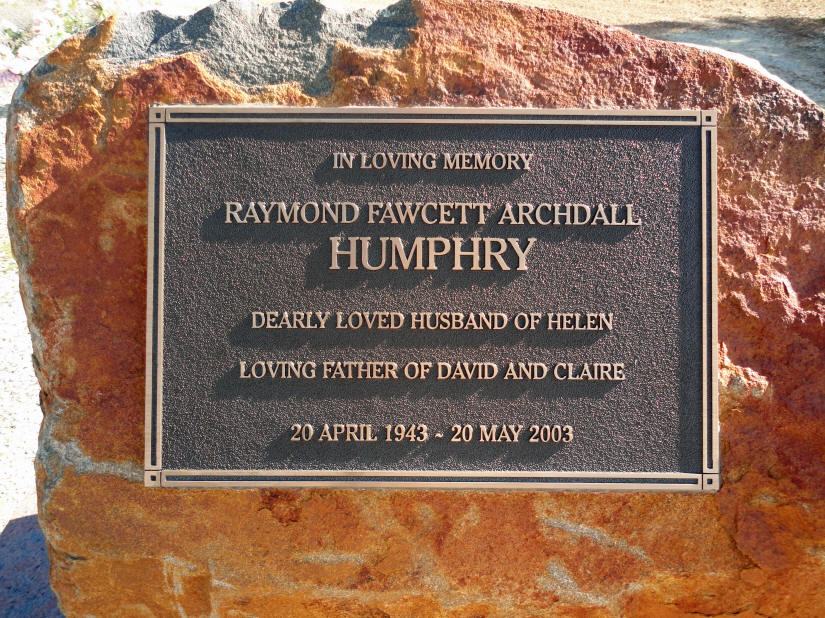 IN LOVING MEMORY
RAYMOND FAWCETT ARCHDALL
HUMPHRY
DEARLY LOVED HUSBAND OF HELEN
LOVING FATHER OF DAVID AND CLAIRE
20 APRIL 1943 ~ 20 MAY 2003